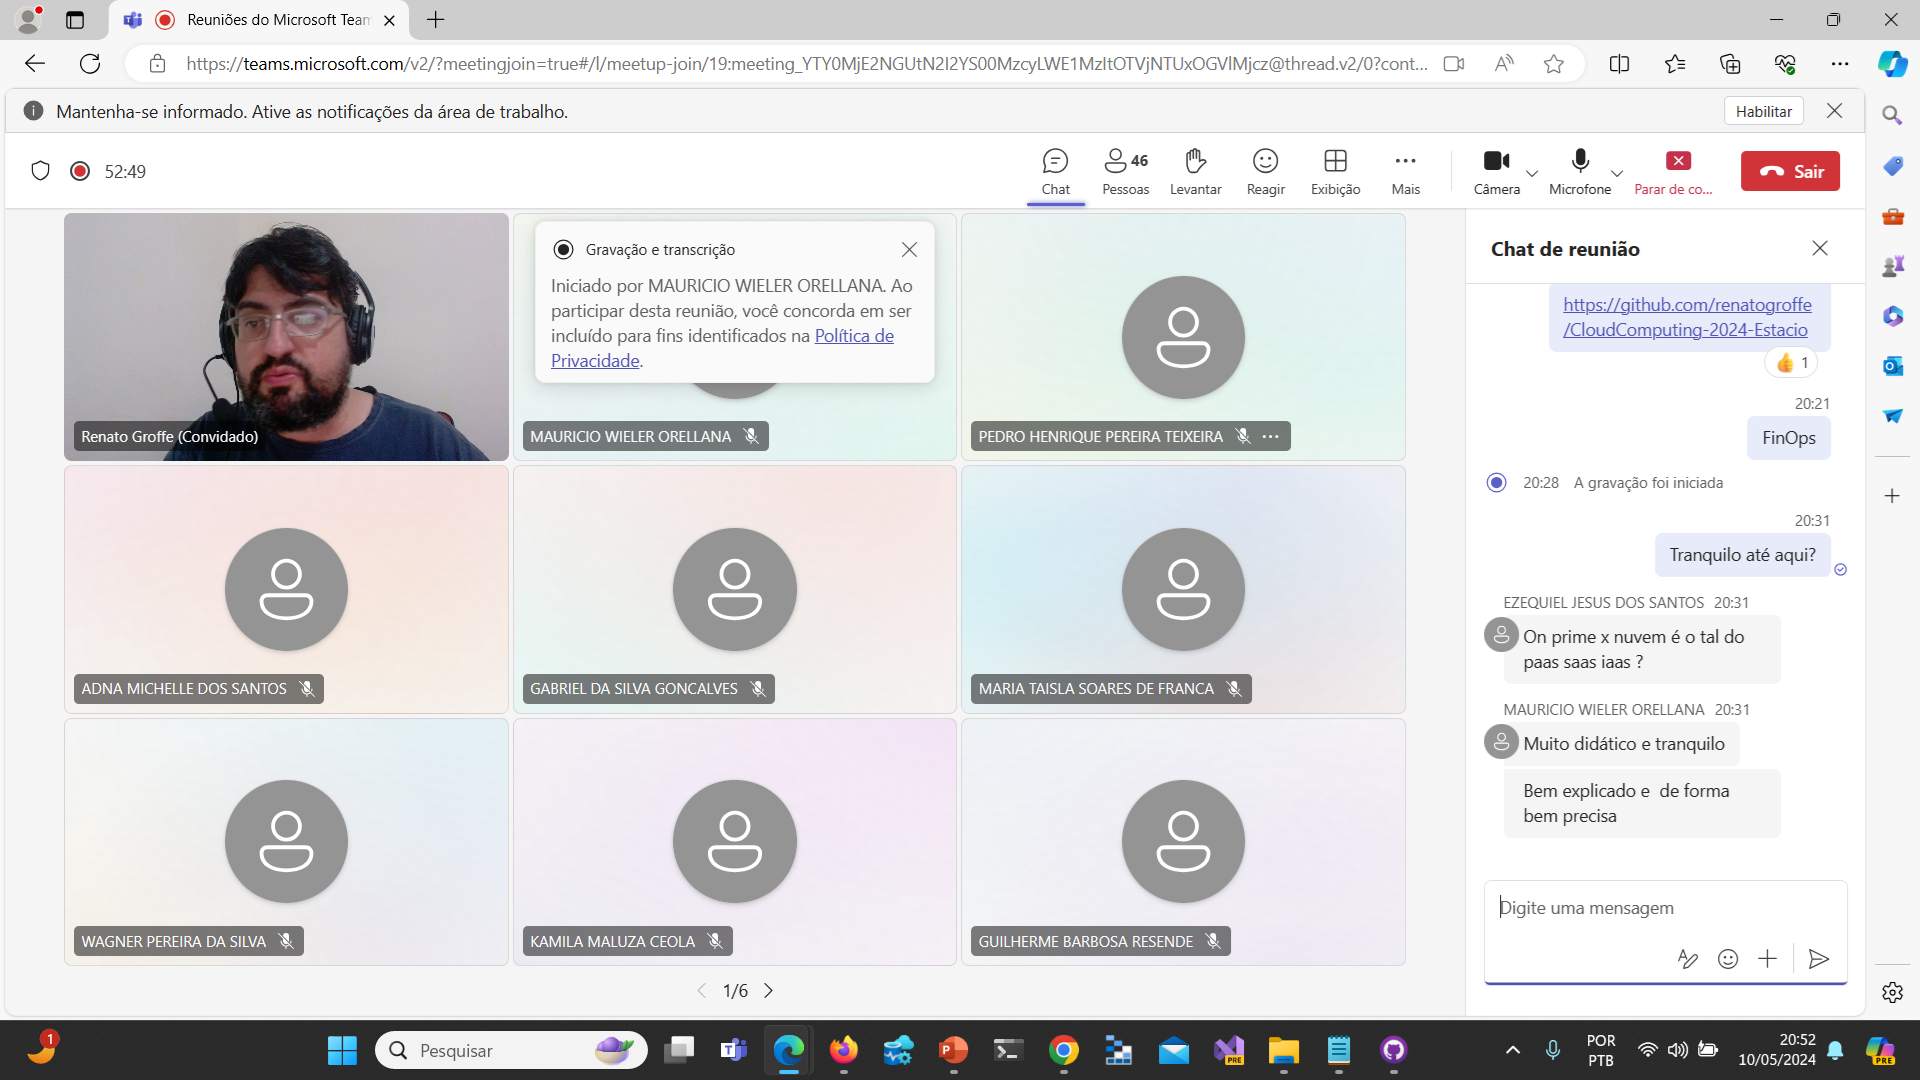 Reuniões do Microsoft Team
https://teams.microsoft.com/v2/?meetingjoin=true#/l/meetup-join/19:meeting_YTY0MjE2NGUtN2I2YS00MzcyLWE1MzItOTVjNTUxOGVlMjcz@thread.v2/0?cont...
Mantenha-se informado. Ative as notificações da área de trabalho.
Habilitar
52:49
Chat
46
Pessoas
Levantar
Reagir
Exibição
Mais
Câmera
Microfone
Parar de co...
Sair
Gravação e transcrição
Iniciado por MAURICIO WIELER ORELLANA. Ao
participar desta reunião, você concorda em ser
incluído para fins identificados na Política de
Privacidade.
Renato Groffe (Convidado)
MAURICIO WIELER ORELLANA
PEDRO HENRIQUE PEREIRA TEIXEIRA
ADNA MICHELLE DOS SANTOS
GABRIEL DA SILVA GONCALVES
MARIA TAISLA SOARES DE FRANCA
WAGNER PEREIRA DA SILVA
KAMILA MALUZA CEOLA
GUILHERME BARBOSA RESENDE
1/6
Chat de reunião
https://github.com/renatogroffe
/CloudComputing-2024-Estacio
1
20:21
FinOps
20:28 A gravação foi iniciada
20:31
Tranquilo até aqui?
EZEQUIEL JESUS DOS SANTOS 20:31
On prime x nuvem é o tal do
paas saas iaas ?
MAURICIO WIELER ORELLANA 20:31
Muito didático e tranquilo
Bem explicado e  de forma
bem precisa
Digite uma mensagem
1
Pesquisar
PRE
POR
PTB
20:52
10/05/2024
PRE